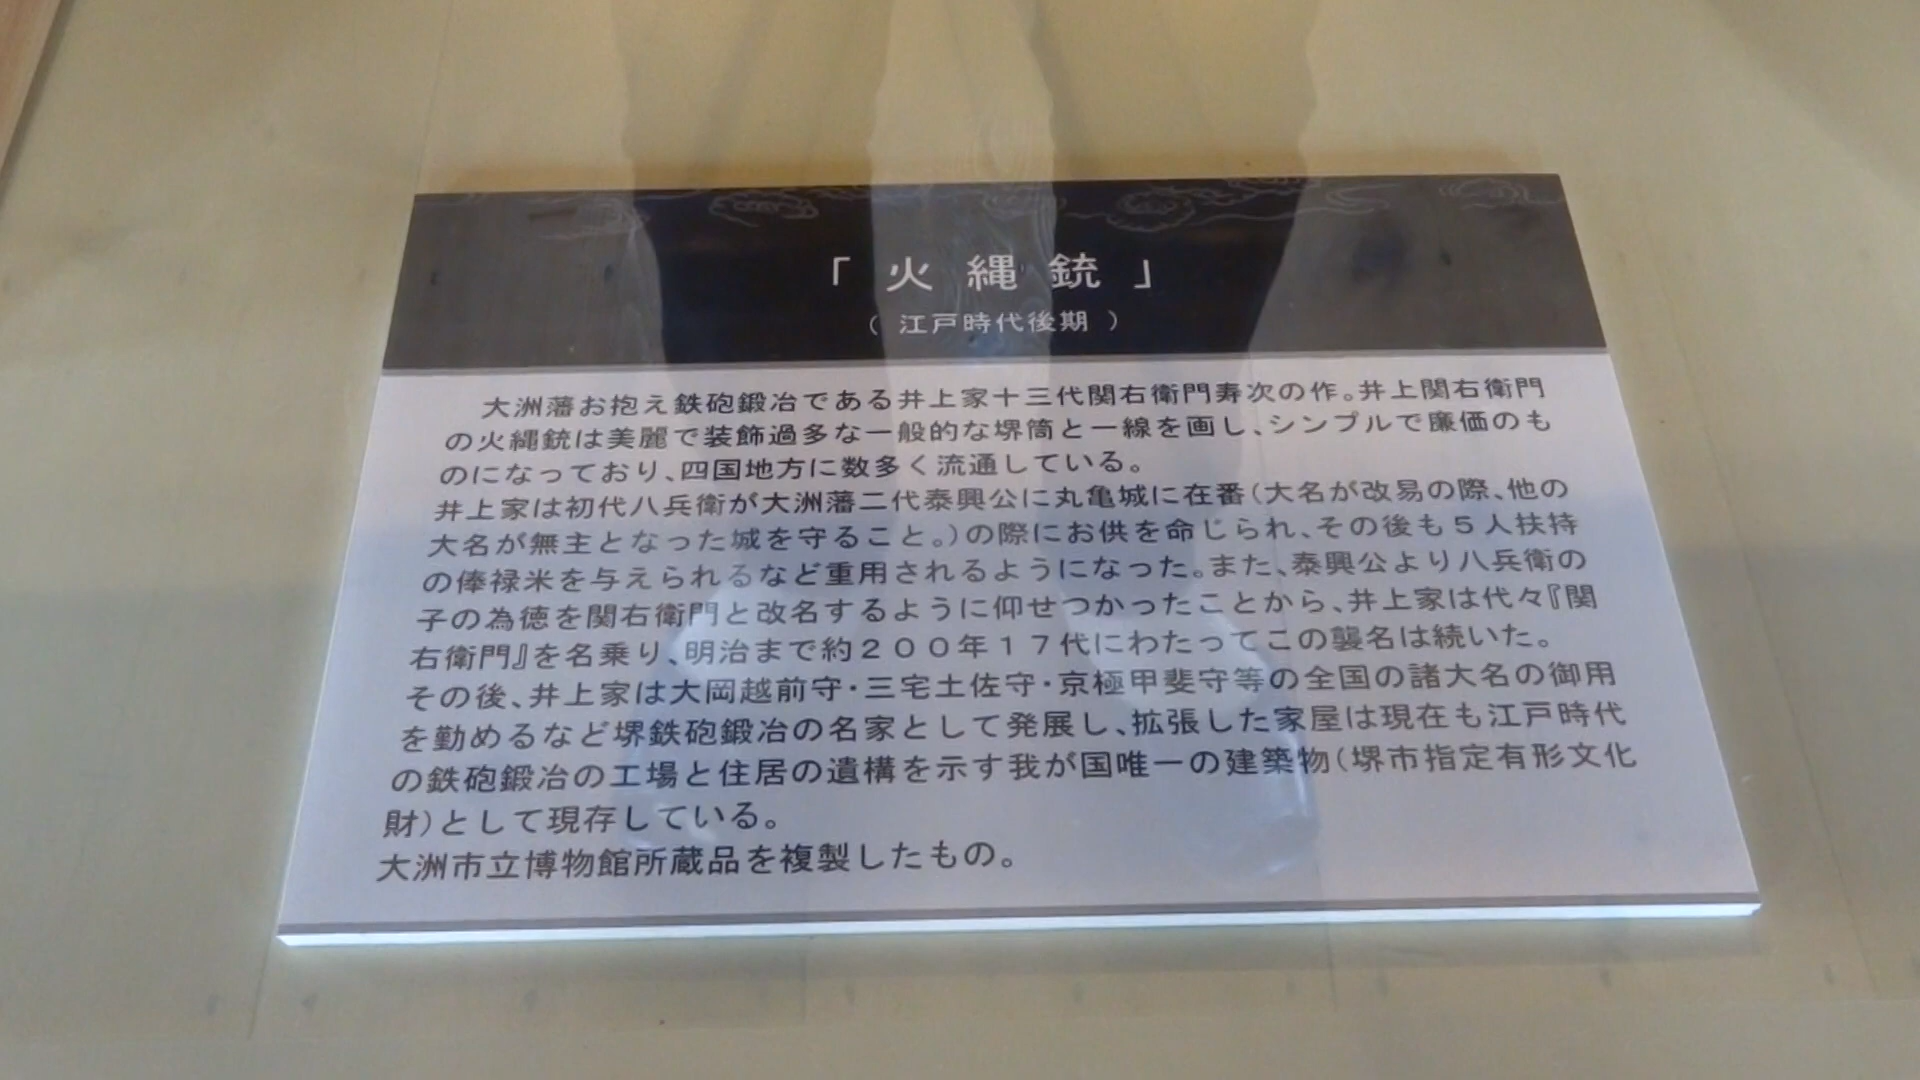 「火縄銃」
（江戸時代後期）
大洲藩お抱え鉄砲鍛冶である井上家十三代関右衛門寿次の作。井上関右衛門
の火縄銃は美麗で装飾過多な一般的な堺筒と一線を画し、シンプルで廉価のも
のになっており、四国地方に数多く流通している。
井上家は初代八兵衛が大洲藩二代泰興公に丸亀城に在番（大名が改易の際、他の
大名が無主となった城を守ること。）の際にお供を命じられ、その後も５人扶持
の俸禄米を与えられるなど重用されるようになった。また、泰興公より八兵衛の
子の為徳を関右衛門と改名するように仰せつかったことから、井上家は代々『関
右衛門』を名乗り、明治まで約２００年１７代にわたってこの襲名は続いた。
その後、井上家は大岡越前守・三宅土佐守・京極甲斐守等の全国の諸大名の御用
を勤めるなど堺鉄砲鍛冶の名家として発展し、拡張した家屋は現在も江戸時代
の鉄砲鍛冶の工場と住居の遺構を示す我が国唯一の建築物（堺市指定有形文化
財）として現存している。
大洲市立博物館所蔵品を複製したもの。